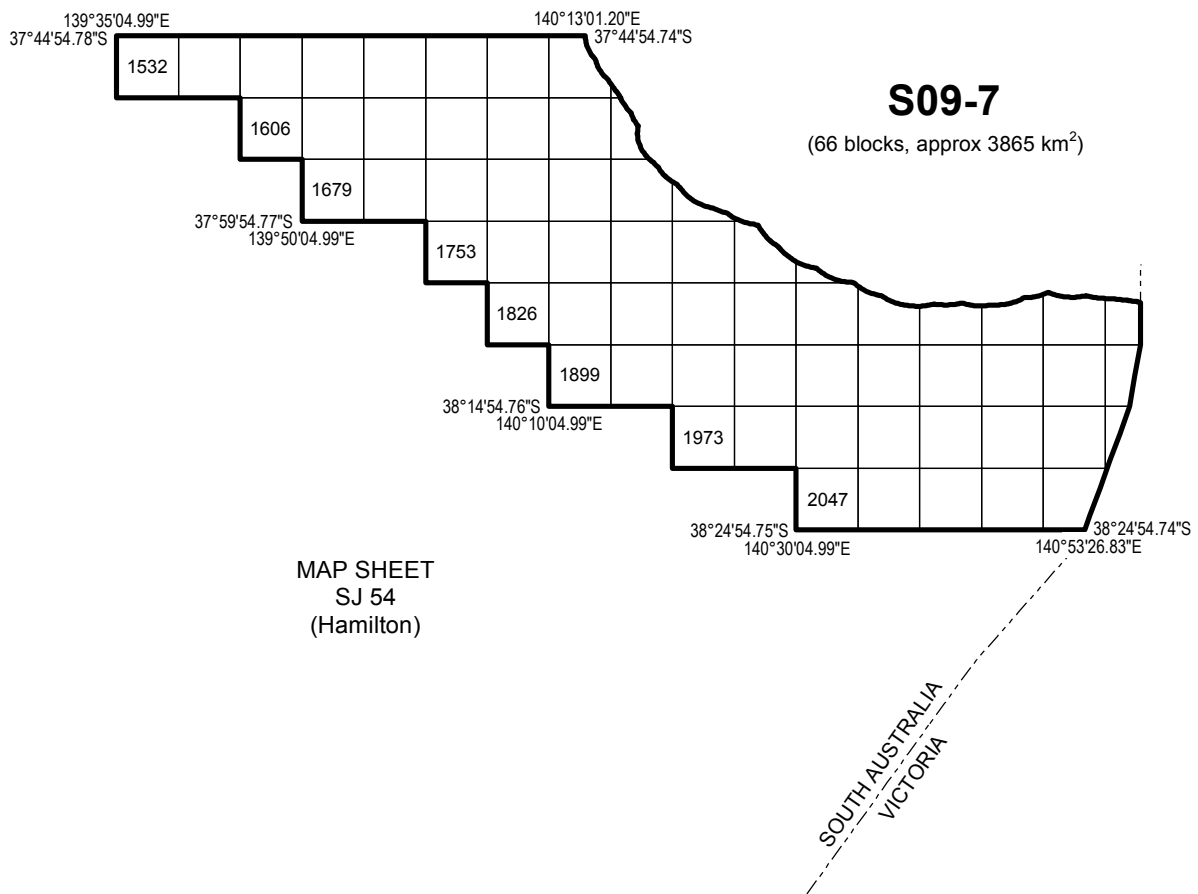 139°35'04.99"E
140°13'01.20"E
37°44'54.78"S
37°44'54.74"S
1532
S09-7
(66 blocks, approx 3865 km²)
1606
1679
37°59'54.77"S
139°50'04.99"E
1753
1826
1899
38°14'54.76"S
140°10'04.99"E
1973
2047
38°24'54.75"S
38°24'54.74"S
140°30'04.99"E
140°53'26.83"E
MAP SHEET
SJ 54
(Hamilton)
SOUTH AUSTRALIA
VICTORIA